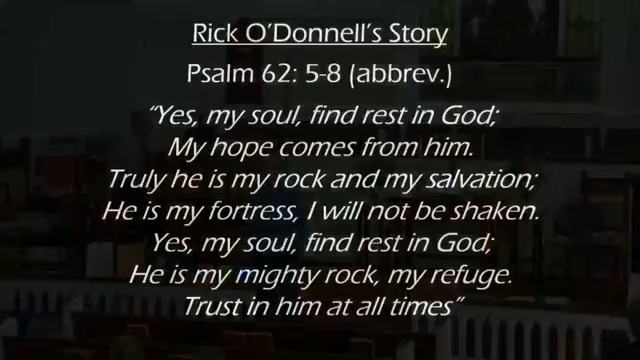 Rick O’Donnell’s Story
Psalm 62: 5-8 (abbrev.)
“Yes, my soul, find rest in God;
My hope comes from him.
Truly he is my rock and my salvation;
He is my fortress, I will not be shaken.
Yes, my soul, find rest in God;
He is my mighty rock, my refuge.
Trust in him at all times”